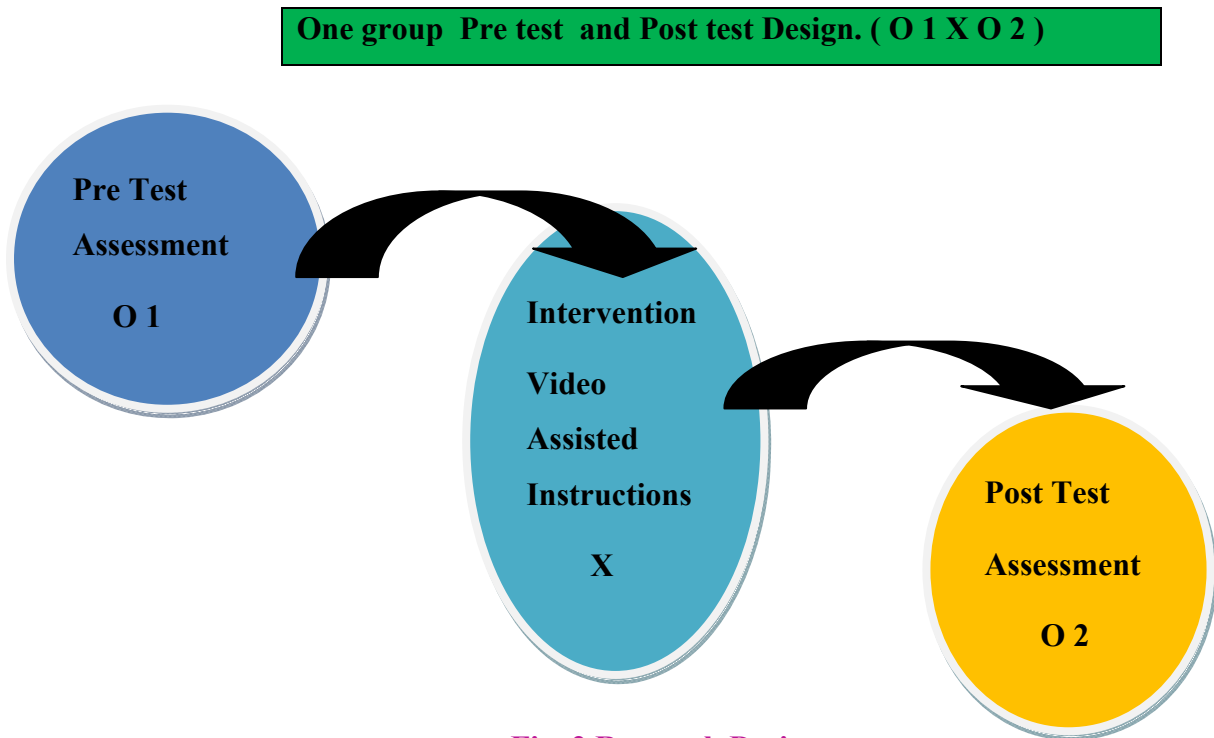 One group Pre test and Post test Design. ( O 1 X O 2 )
Pre Test
Assessment
O 1
Intervention
Video
Assisted
Instructions
X
Post Test
Assessment
O 2